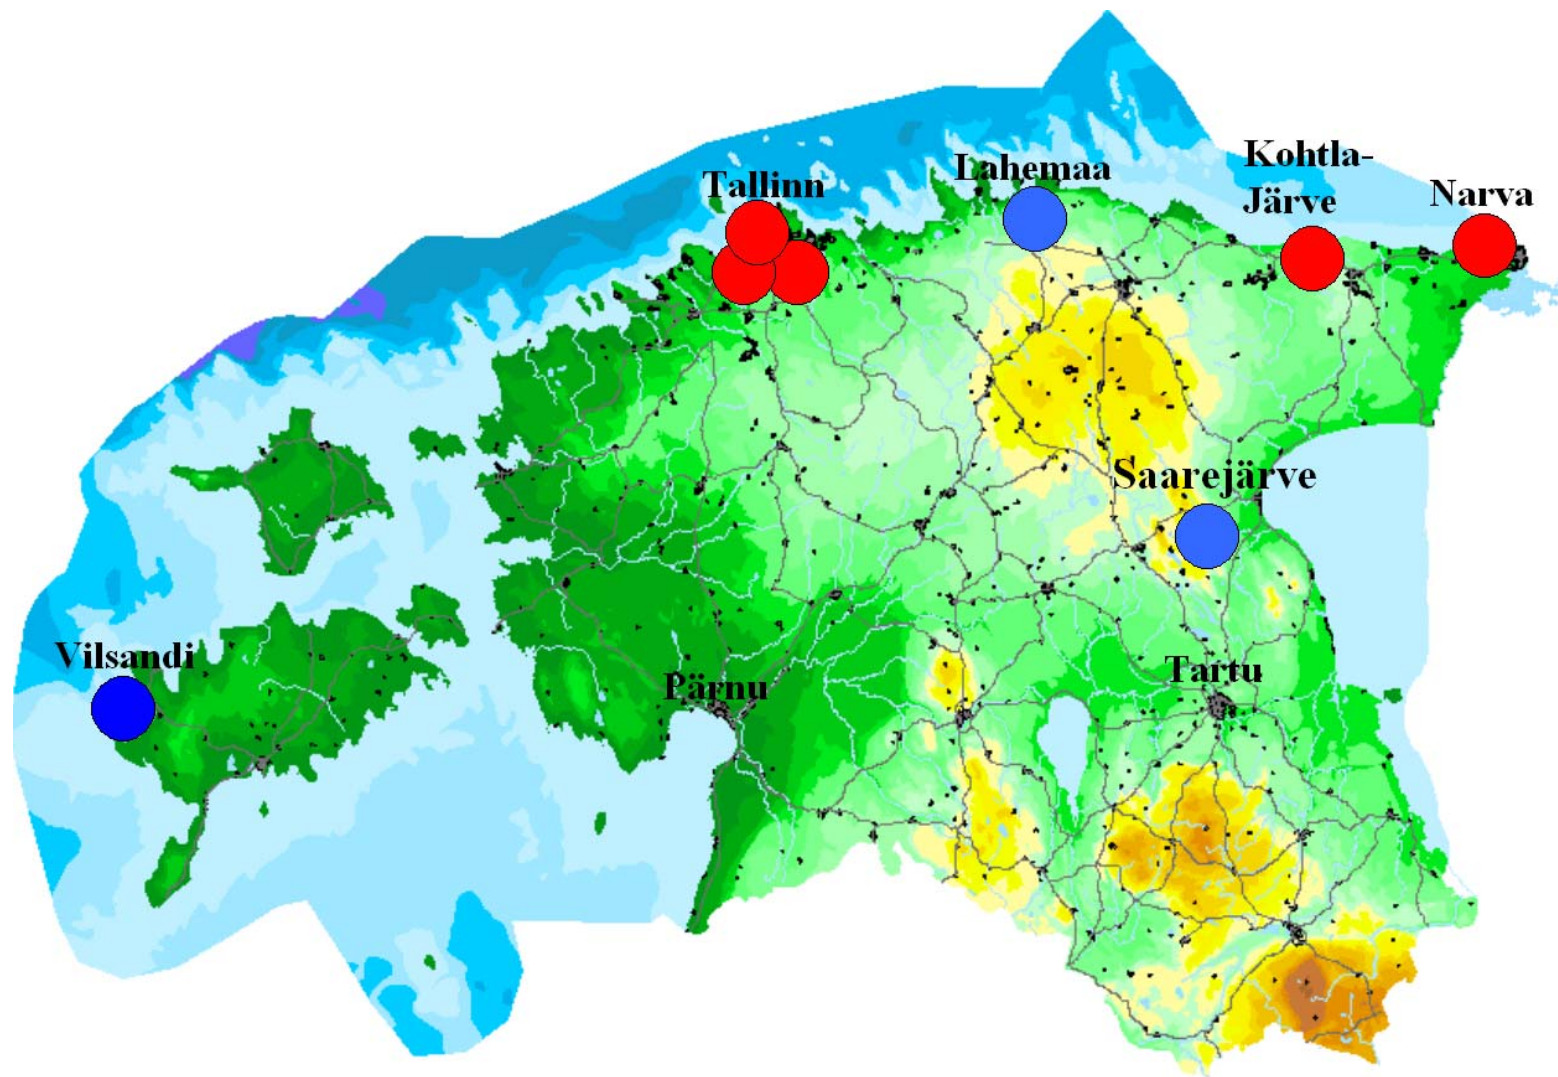 Tallinn
Lahemaa
Kohtla-
Järve
Narva
Saarejärve
Vilsandi
Pärnu
Tartu